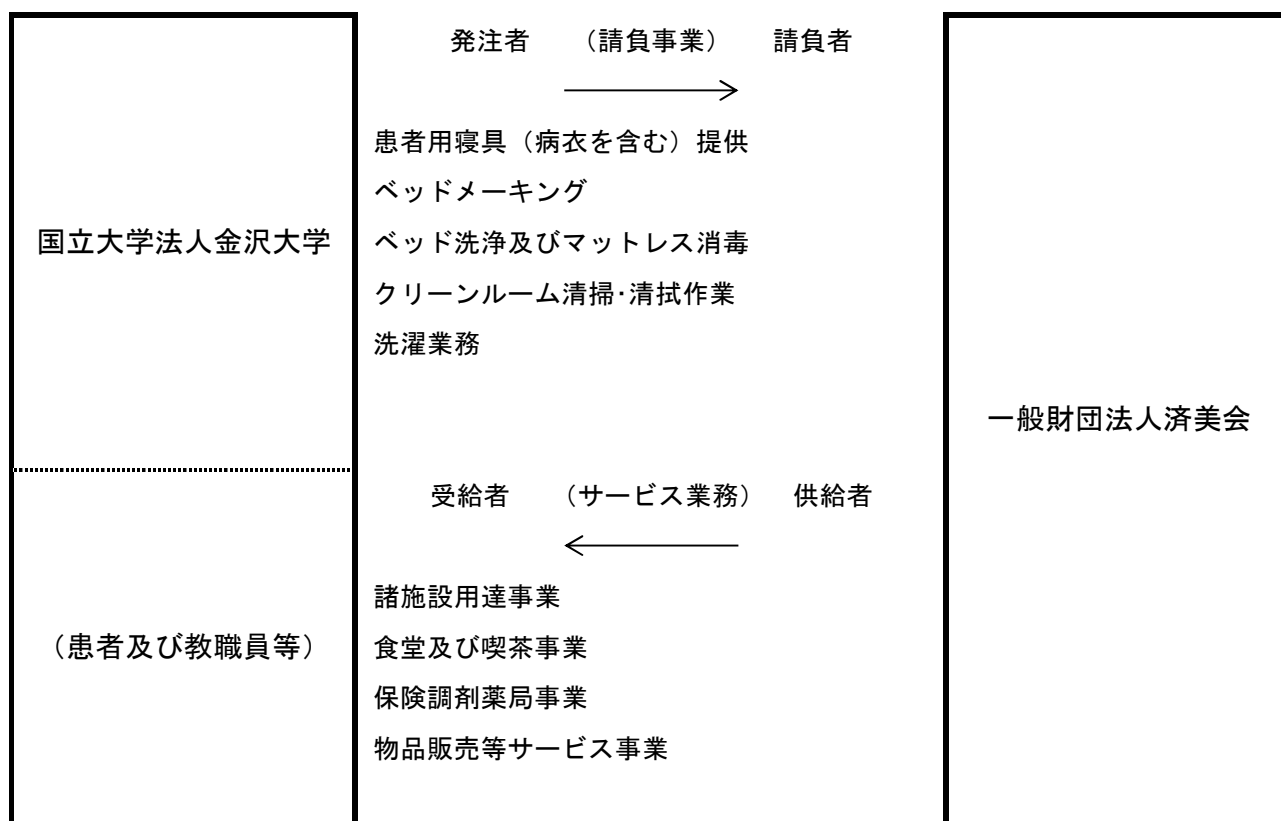 発注者 （請負事業） 請負者
患者用寝具（病衣を含む）提供
ベッドメーキング
国立大学法人金沢大学
ベッド洗浄及びマットレス消毒
クリーンルーム清掃･清拭作業
洗濯業務
一般財団法人済美会
受給者 （サービス業務） 供給者
諸施設用達事業
（患者及び教職員等）
食堂及び喫茶事業
保険調剤薬局事業
物品販売等サービス事業